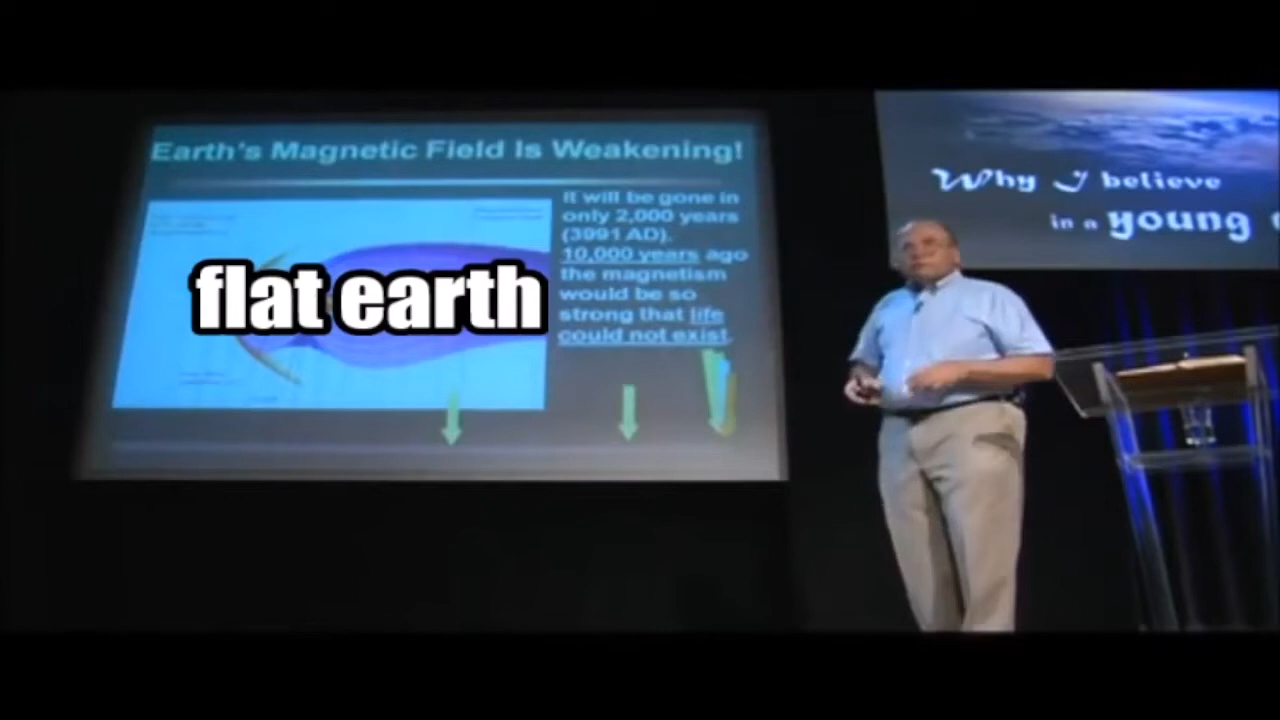 Earth's Magnetic Field Is Weakening!
It will be gone in
only 2,000 years
(3991 AD).
10,000 years ago
the magnetism
would be so
strong that life
could not exist.
flat earth
Why I believe
in a young